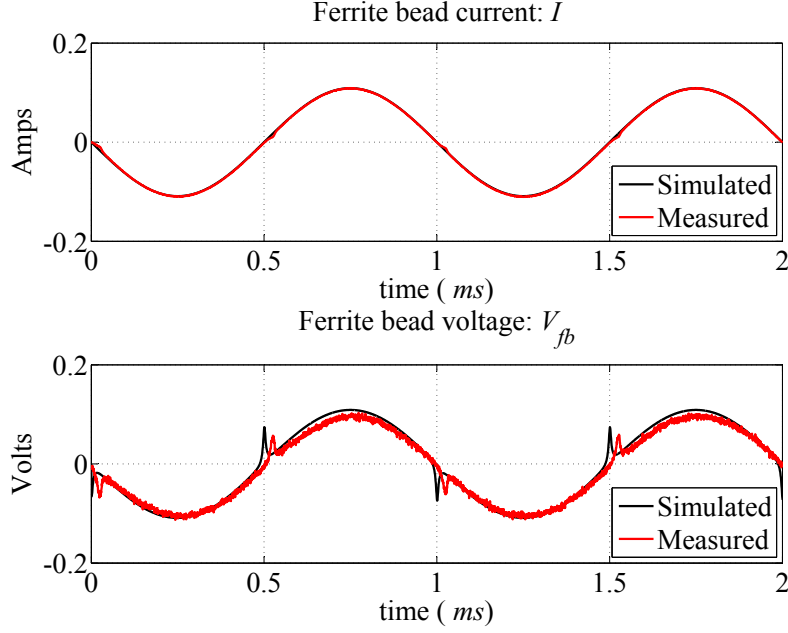 Ferrite bead current: I
0.2
0
-0.2
Amps
Simulated
Measured
0 0.5 1 1.5 2
time ( ms)
Ferrite bead voltage: V_fb
0.2
0
-0.2
Volts
Simulated
Measured
0 0.5 1 1.5 2
time ( ms)